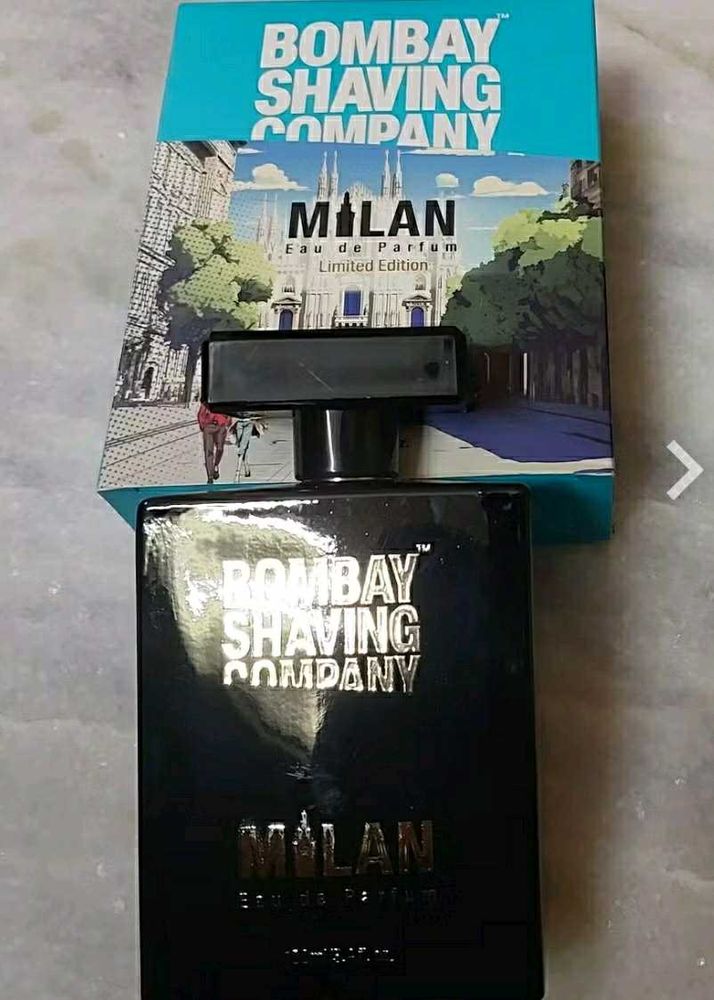 BOMBAY™
SHAVING
COMPANY
MILAN
Eau de Parfum
Limited Edition
BOMBAY™
SHAVING
COMPANY
MILAN
Eau de Parfum